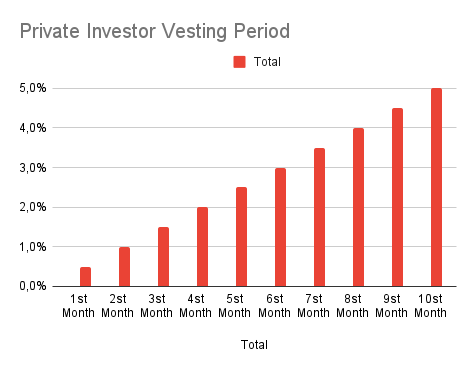 Private Investor Vesting Period
Total
5,0%
4,0%
3,0%
2,0%
1,0%
0,0%
1st 2st 3st 4st 5st 6st 7st 8st 9st 10st
Month Month Month Month Month Month Month Month Month Month
Total